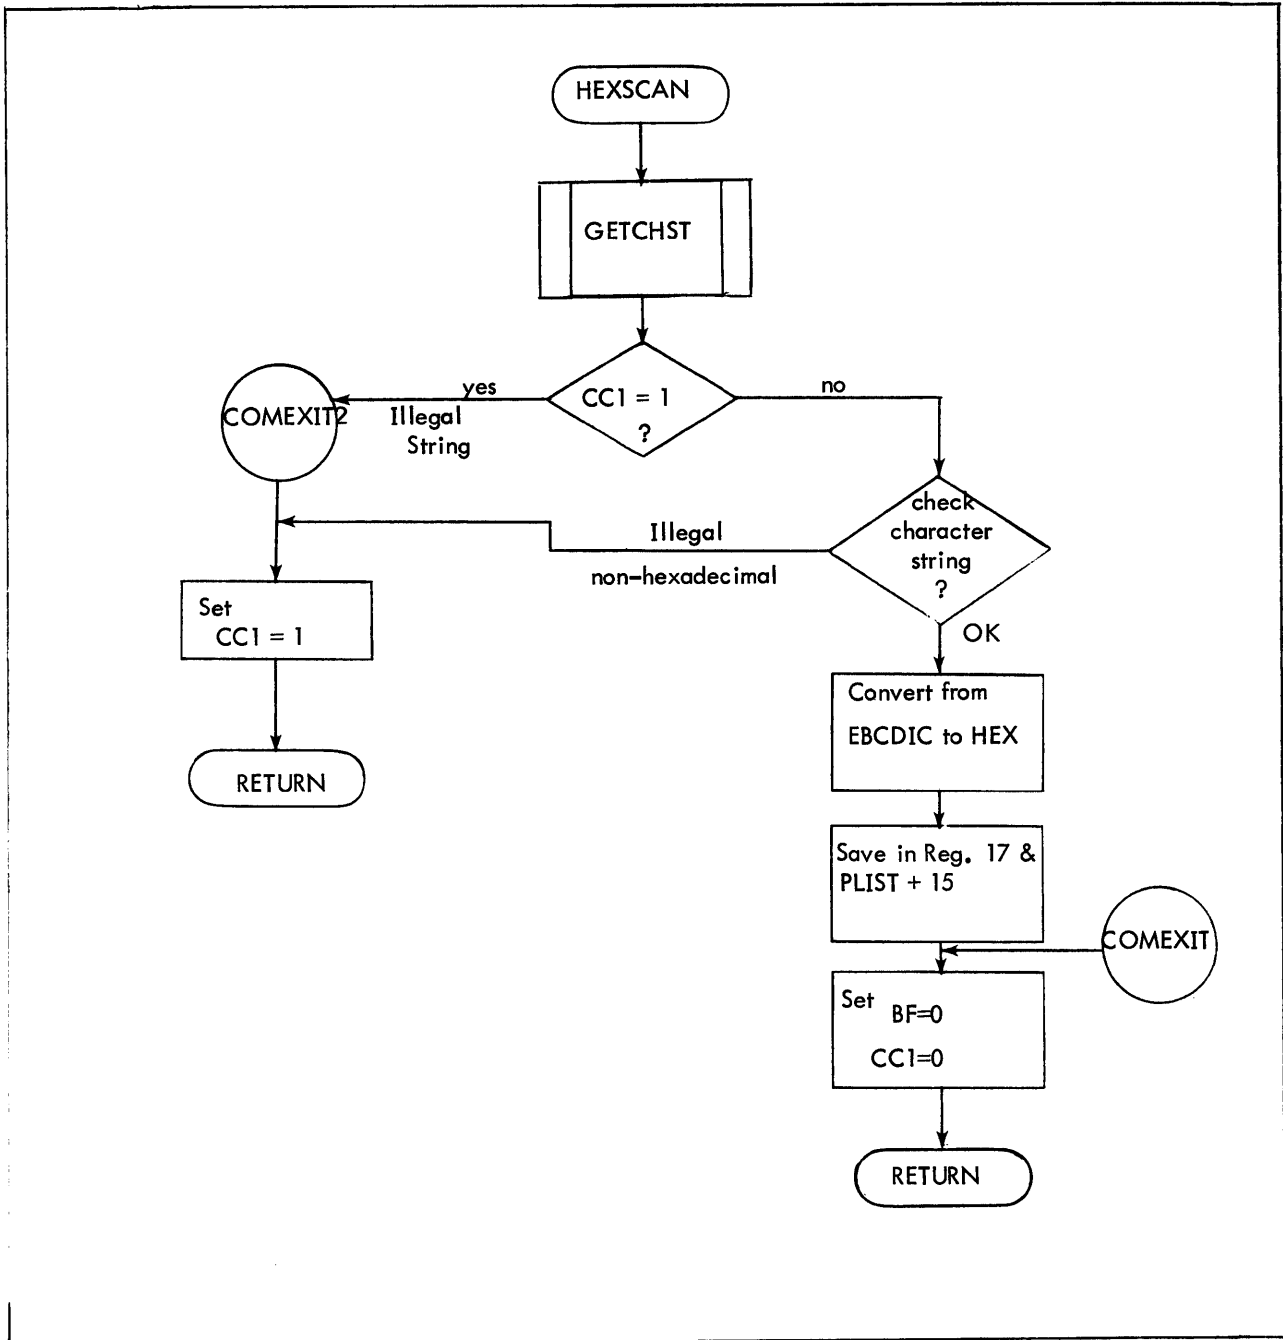 HEXSCAN
GETCHST
CC1 = 1
?
yes
Illegal
String
no
COMEXIT2
check
character
string
?
Illegal
non-hexadecimal
OK
Set
CC1 = 1
RETURN
Convert from
EBCDIC to HEX
Save in Reg. 17 &
PLIST + 15
COMEXIT
Set
BF=0
CC1=0
RETURN